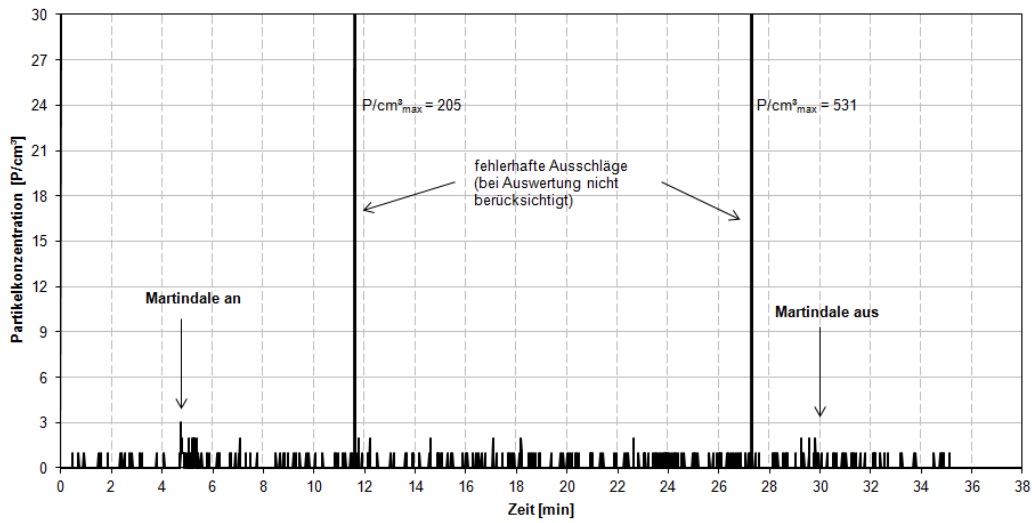 30
27
24
21
18
15
12
9
6
3
0
Partikelkonzentration [P/cm³]
P/cm³max = 205
P/cm³max = 531
fehlerhafte Ausschläge
(bei Auswertung nicht
berücksichtigt)
Martindale an
Martindale aus
0 2 4 6 8 10 12 14 16 18 20 22 24 26 28 30 32 34 36 38
Zeit [min]